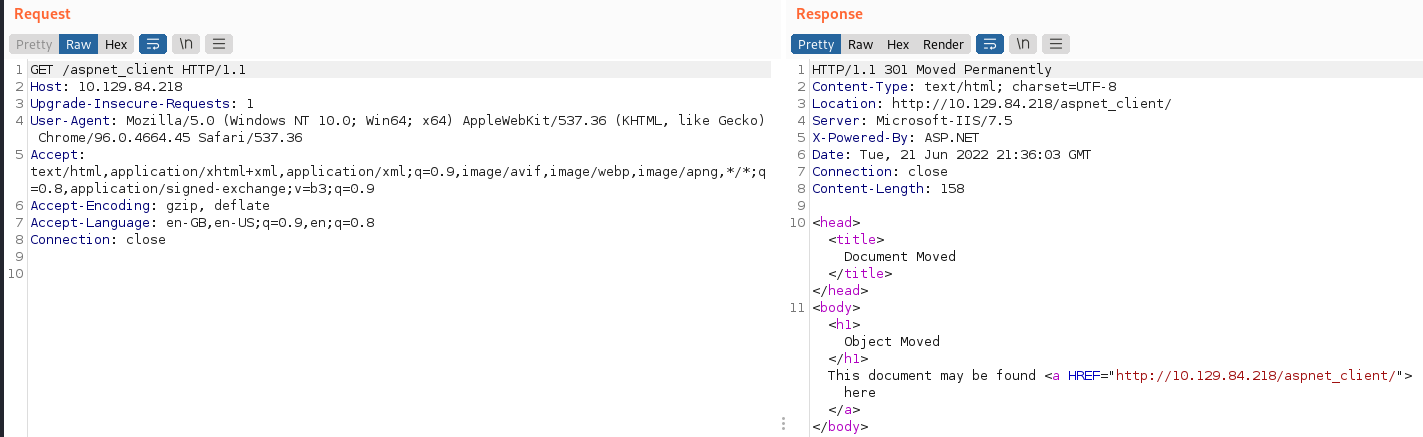 Request
Pretty Raw Hex \n
1 GET /aspnet_client HTTP/1.1
2 Host: 10.129.84.218
3 Upgrade-Insecure-Requests: 1
4 User-Agent: Mozilla/5.0 (Windows NT 10.0; Win64; x64) AppleWebKit/537.36 (KHTML, like Gecko)
Chrome/96.0.4664.45 Safari/537.36
5 Accept:
text/html,application/xhtml+xml,application/xml;q=0.9,image/avif,image/webp,image/apng,*/*;q
=0.8,application/signed-exchange;v=b3;q=0.9
6 Accept-Encoding: gzip, deflate
7 Accept-Language: en-GB,en-US;q=0.9,en;q=0.8
8 Connection: close
9
10
Response
Pretty Raw Hex Render \n
1 HTTP/1.1 301 Moved Permanently
2 Content-Type: text/html; charset=UTF-8
3 Location: http://10.129.84.218/aspnet_client/
4 Server: Microsoft-IIS/7.5
5 X-Powered-By: ASP.NET
6 Date: Tue, 21 Jun 2022 21:36:03 GMT
7 Connection: close
8 Content-Length: 158
9
10 <head>
<title>
Document Moved
</title>
</head>
11 <body>
<h1>
Object Moved
</h1>
This document may be found <a HREF="http://10.129.84.218/aspnet_client/">
here
</a>
</body>